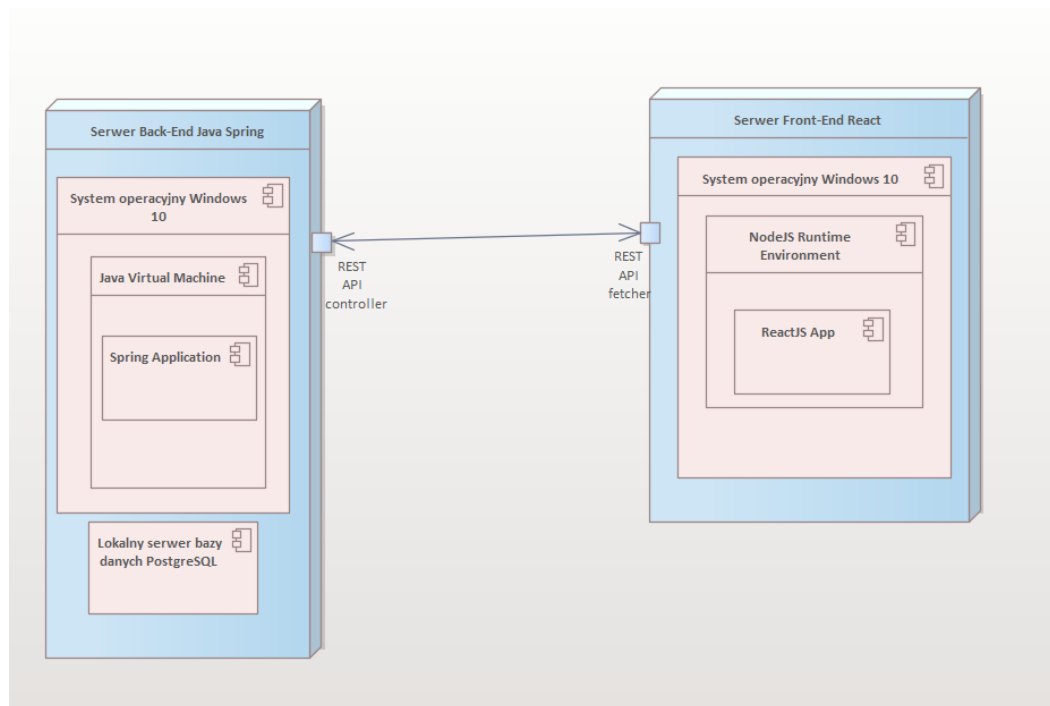 Serwer Back-End Java Spring
System operacyjny Windows
10
Java Virtual Machine
Spring Application
Lokalny serwer bazy
danych PostgreSQL
REST
API
controller
REST
API
fetcher
Serwer Front-End React
System operacyjny Windows 10
NodeJS Runtime
Environment
ReactJS App